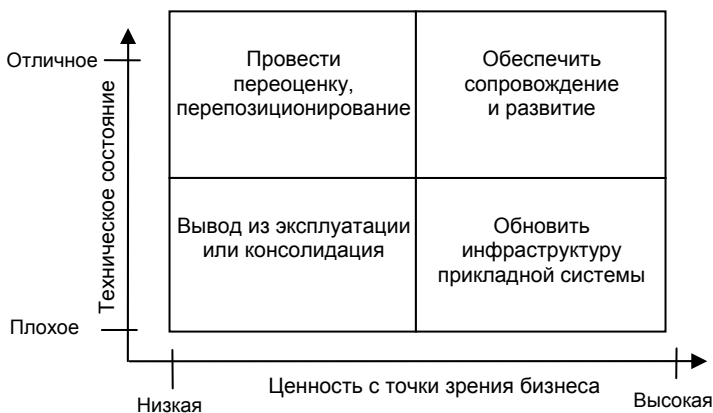 Отличное
Техническое состояние
Плохое
Провести
переоценку,
перепозиционирование
Обеспечить
сопровождение
и развитие
Вывод из эксплуатации
или консолидация
Обновить
инфраструктуру
прикладной системы
Низкая
Ценность с точки зрения бизнеса
Высокая